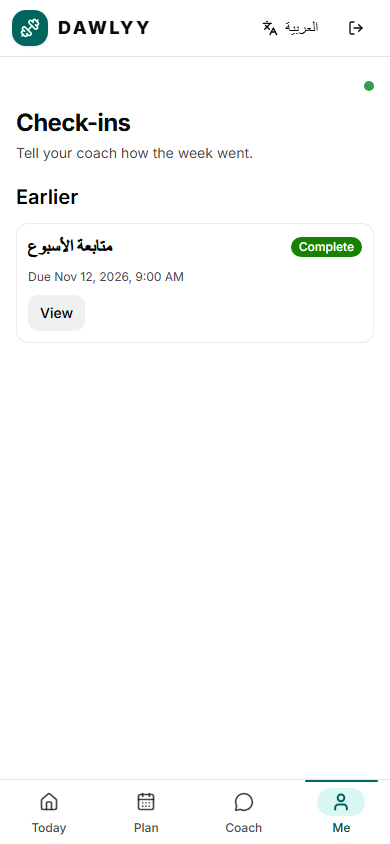 DAWLYY
العربية
Check-ins
Tell your coach how the week went.
Earlier
متابعة الأسبوع
Complete
Due Nov 12, 2026, 9:00 AM
View
Today
Plan
Coach
Me